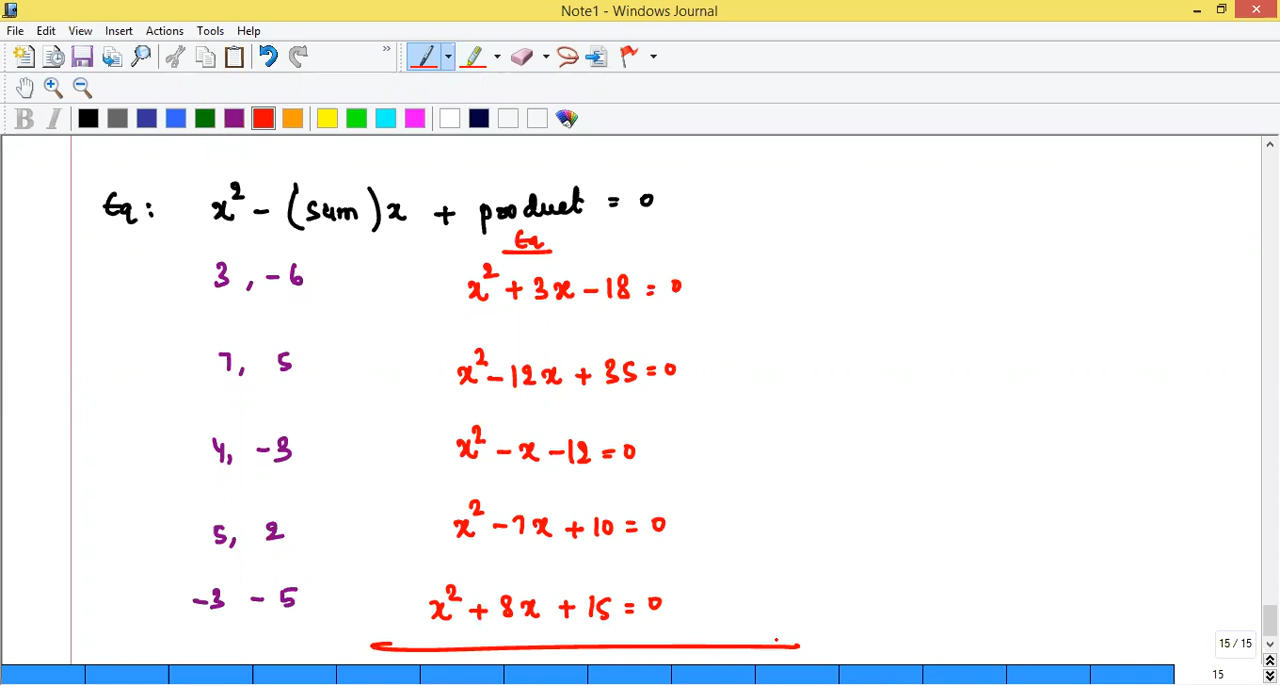 Note1 - Windows Journal
File Edit View Insert Actions Tools Help
»
B I
Eq: x² - (sum)x + product = 0
Eq
3, -6 x² + 3x - 18 = 0
7, 5 x² - 12x + 35 = 0
4, -3 x² - x - 12 = 0
5, 2 x² - 7x + 10 = 0
-3 -5 x² + 8x + 15 = 0
15 / 15
15